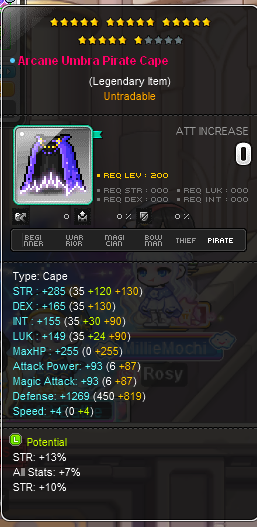 Arcane Umbra Pirate Cape
(Legendary Item)
Untradable
ATT INCREASE
0
REQ LEV : 200
REQ STR : 000 REQ LUK : 000
REQ DEX : 000 REQ INT : 000
0 0 % 0 %
BEGINNER WARRIOR MAGICIAN BOWMAN THIEF PIRATE
Type: Cape
STR : +285 (35 +120 +130)
DEX : +165 (35 +130)
INT : +155 (35 +30 +90)
LUK : +149 (35 +24 +90)
MaxHP : +255 (0 +255)
Attack Power: +93 (6 +87)
Magic Attack: +93 (6 +87)
Defense: +1269 (450 +819)
Speed: +4 (0 +4)
MillieMochi
Rosy
L Potential
STR: +13%
All Stats: +7%
STR: +10%